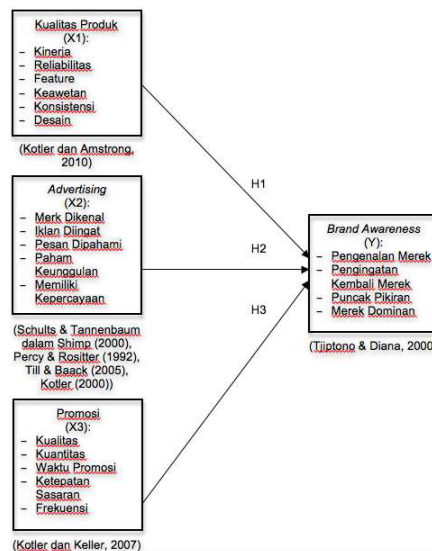 Kualitas Produk
(X1):
- Kinerja
- Reliabilitas
- Feature
- Keawetan
- Konsistensi
- Desain
(Kotler dan Amstrong,
2010)
H1
Advertising
(X2):
- Merk Dikenal
- Iklan Diingat
- Pesan Dipahami
- Paham
Keunggulan
- Memiliki
Kepercayaan
H2
Brand Awareness
(Y):
- Pengenalan Merek
- Pengingatan
Kembali Merek
- Puncak Pikiran
- Merek Dominan
(Tjiptono & Diana, 2000
H3
(Schults & Tannenbaum
dalam Shimp (2000),
Percy & Rositter (1992),
Till & Baack (2005),
Kotler (2000))
Promosi
(X3):
- Kualitas
- Kuantitas
- Waktu Promosi
- Ketepatan
Sasaran
- Frekuensi
(Kotler dan Keller, 2007)